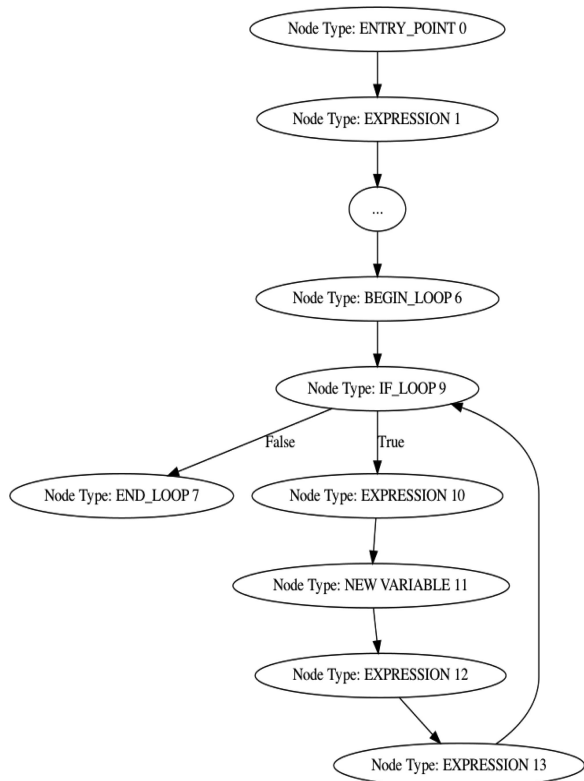 Node Type: ENTRY_POINT 0
Node Type: EXPRESSION 1
...
Node Type: BEGIN_LOOP 6
Node Type: IF_LOOP 9
False
True
Node Type: END_LOOP 7
Node Type: EXPRESSION 10
Node Type: NEW VARIABLE 11
Node Type: EXPRESSION 12
Node Type: EXPRESSION 13